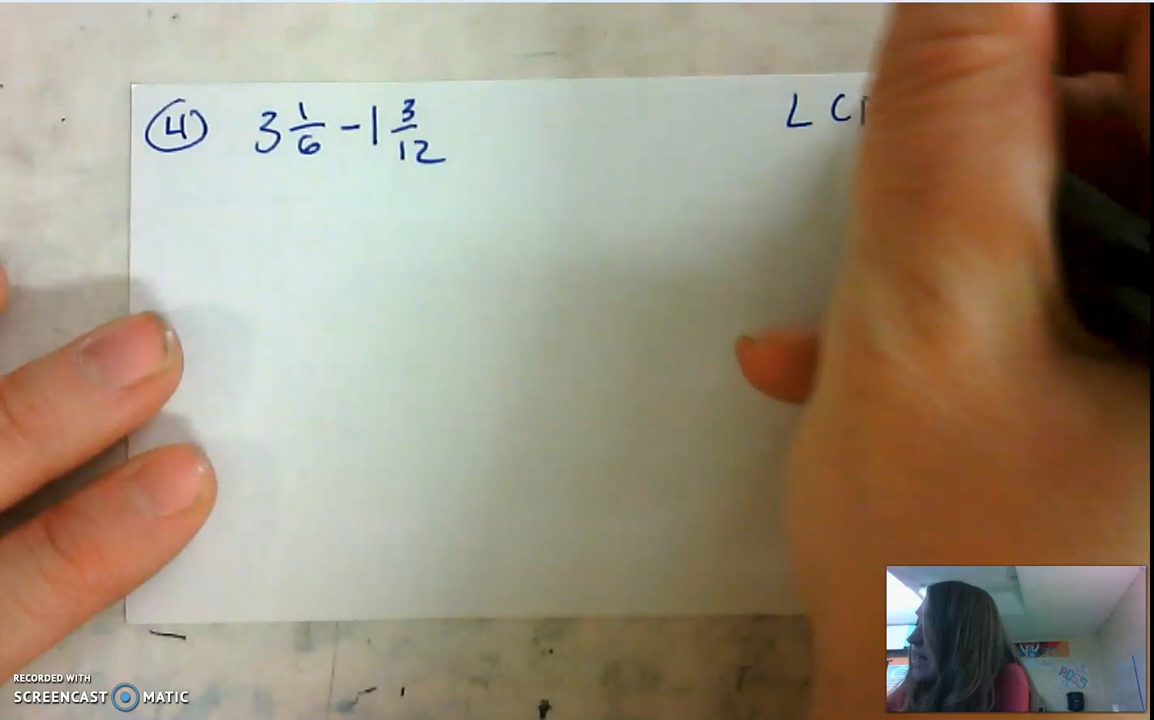 ④ 3 1/6 - 1 3/12
L C
RECORDED WITH
SCREENCAST MATIC